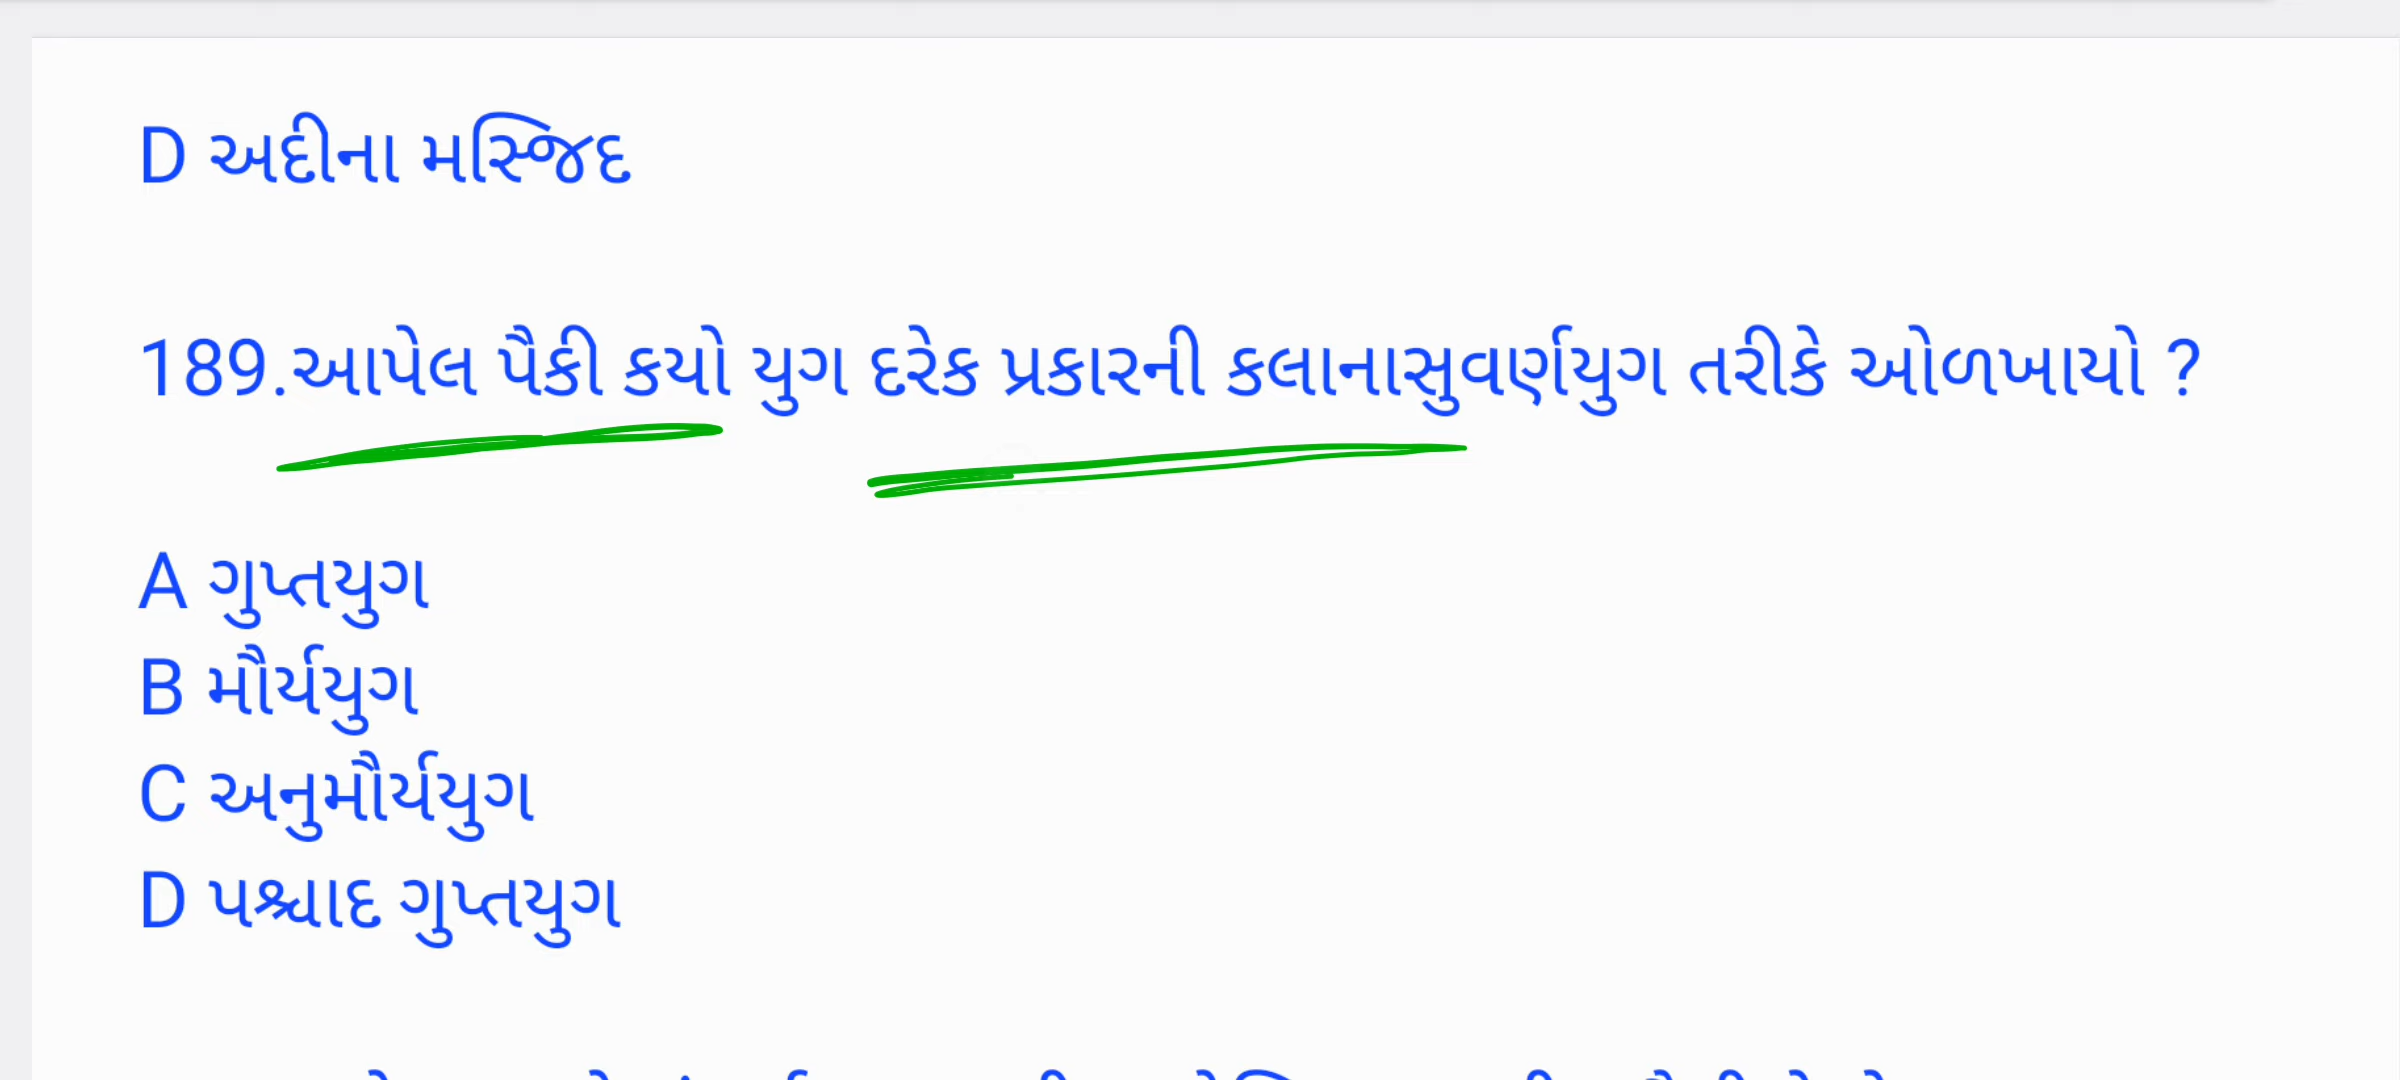 D અદીના મસ્જિદ
189.આપેલ પૈકી કયો યુગ દરેક પ્રકારની કલાનાસુવર્ણયુગ તરીકે ઓળખાયો ?
A ગુપ્તયુગ
B મૌર્યયુગ
C અનુમૌર્યયુગ
D પશ્ચાદ ગુપ્તયુગ